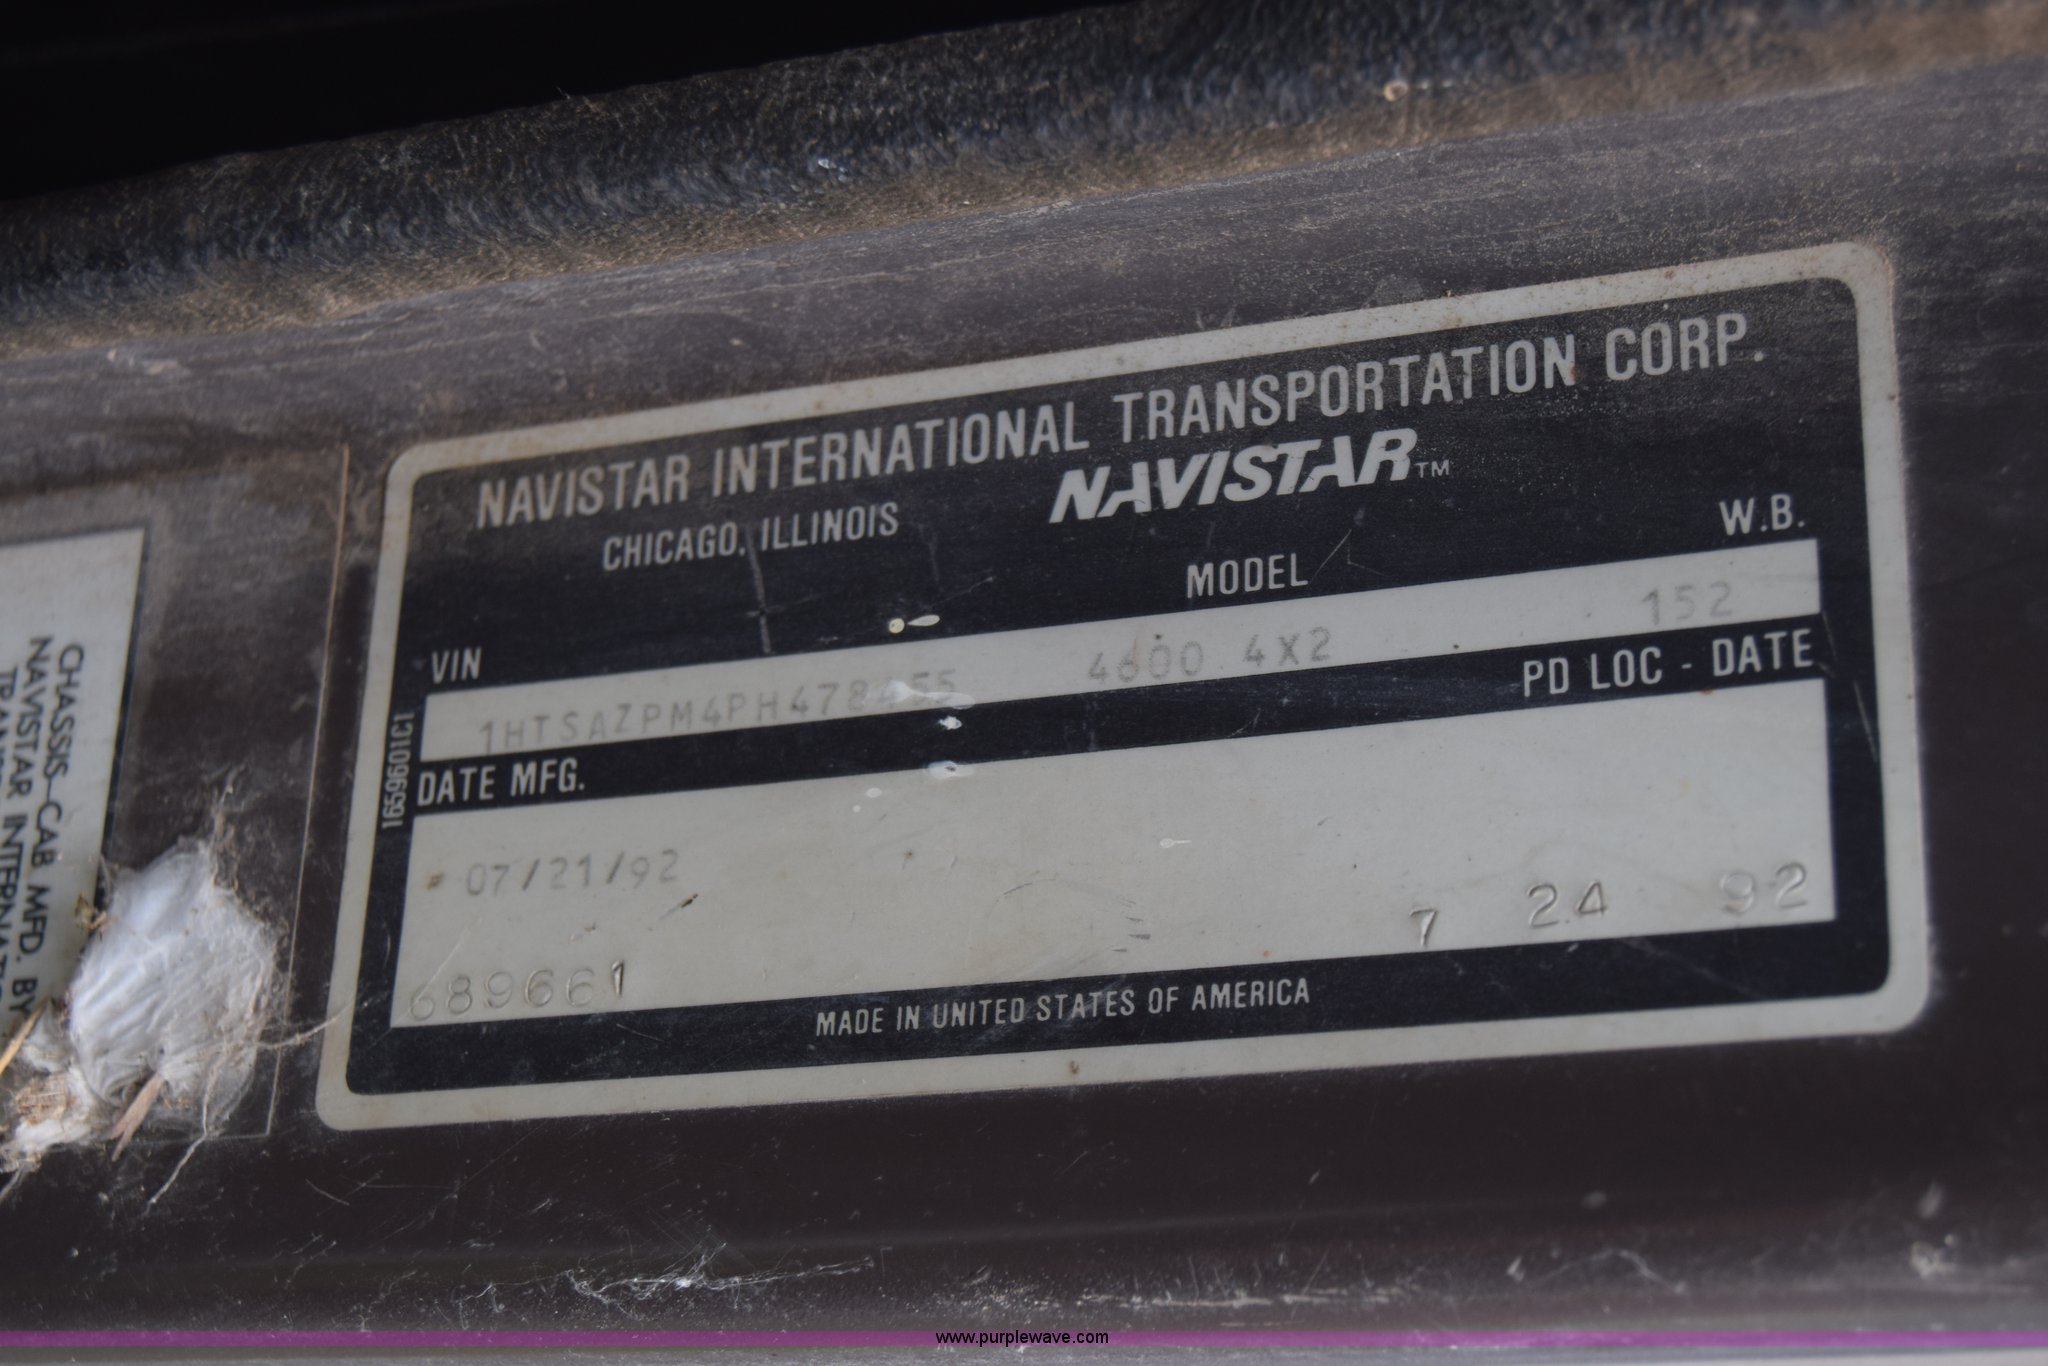 NAVISTAR INTERNATIONAL TRANSPORTATION CORP.
CHICAGO, ILLINOIS
NAVISTAR™
VIN
MODEL
W.B.
4600 4X2
152
DATE MFG.
PD LOC - DATE
07/21/92
689661
7 24 92
MADE IN UNITED STATES OF AMERICA
1659601C1
CHASSIS-CAB MFD. BY
NAVISTAR
www.purplewave.com